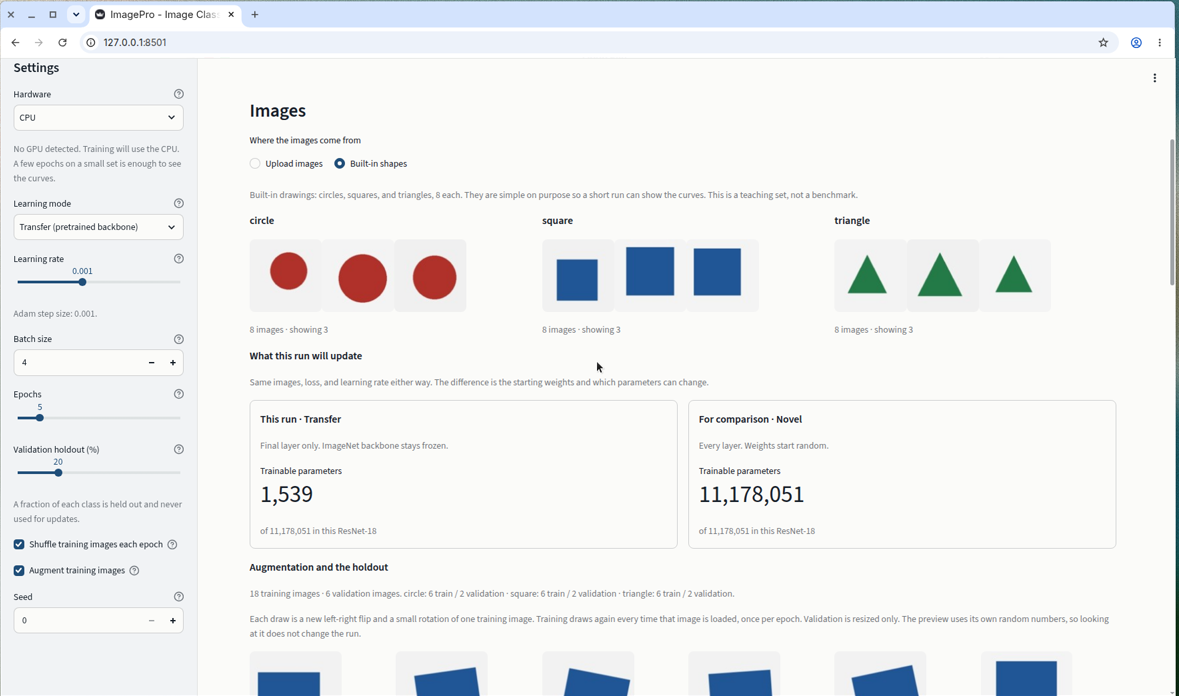 ImagePro - Image Clas
127.0.0.1:8501
Settings
Hardware
CPU
No GPU detected. Training will use the CPU.
A few epochs on a small set is enough to see
the curves.
Learning mode
Transfer (pretrained backbone)
Learning rate
0.001
Adam step size: 0.001.
Batch size
4
Epochs
5
Validation holdout (%)
20
A fraction of each class is held out and never
used for updates.
Shuffle training images each epoch
Augment training images
Seed
0
Images
Where the images come from
Upload images
Built-in shapes
Built-in drawings: circles, squares, and triangles, 8 each. They are simple on purpose so a short run can show the curves. This is a teaching set, not a benchmark.
circle
square
triangle
8 images · showing 3
8 images · showing 3
8 images · showing 3
What this run will update
Same images, loss, and learning rate either way. The difference is the starting weights and which parameters can change.
This run · Transfer
Final layer only. ImageNet backbone stays frozen.
Trainable parameters
1,539
of 11,178,051 in this ResNet-18
For comparison · Novel
Every layer. Weights start random.
Trainable parameters
11,178,051
of 11,178,051 in this ResNet-18
Augmentation and the holdout
18 training images · 6 validation images. circle: 6 train / 2 validation · square: 6 train / 2 validation · triangle: 6 train / 2 validation.
Each draw is a new left-right flip and a small rotation of one training image. Training draws again every time that image is loaded, once per epoch. Validation is resized only. The preview uses its own random numbers, so looking
at it does not change the run.